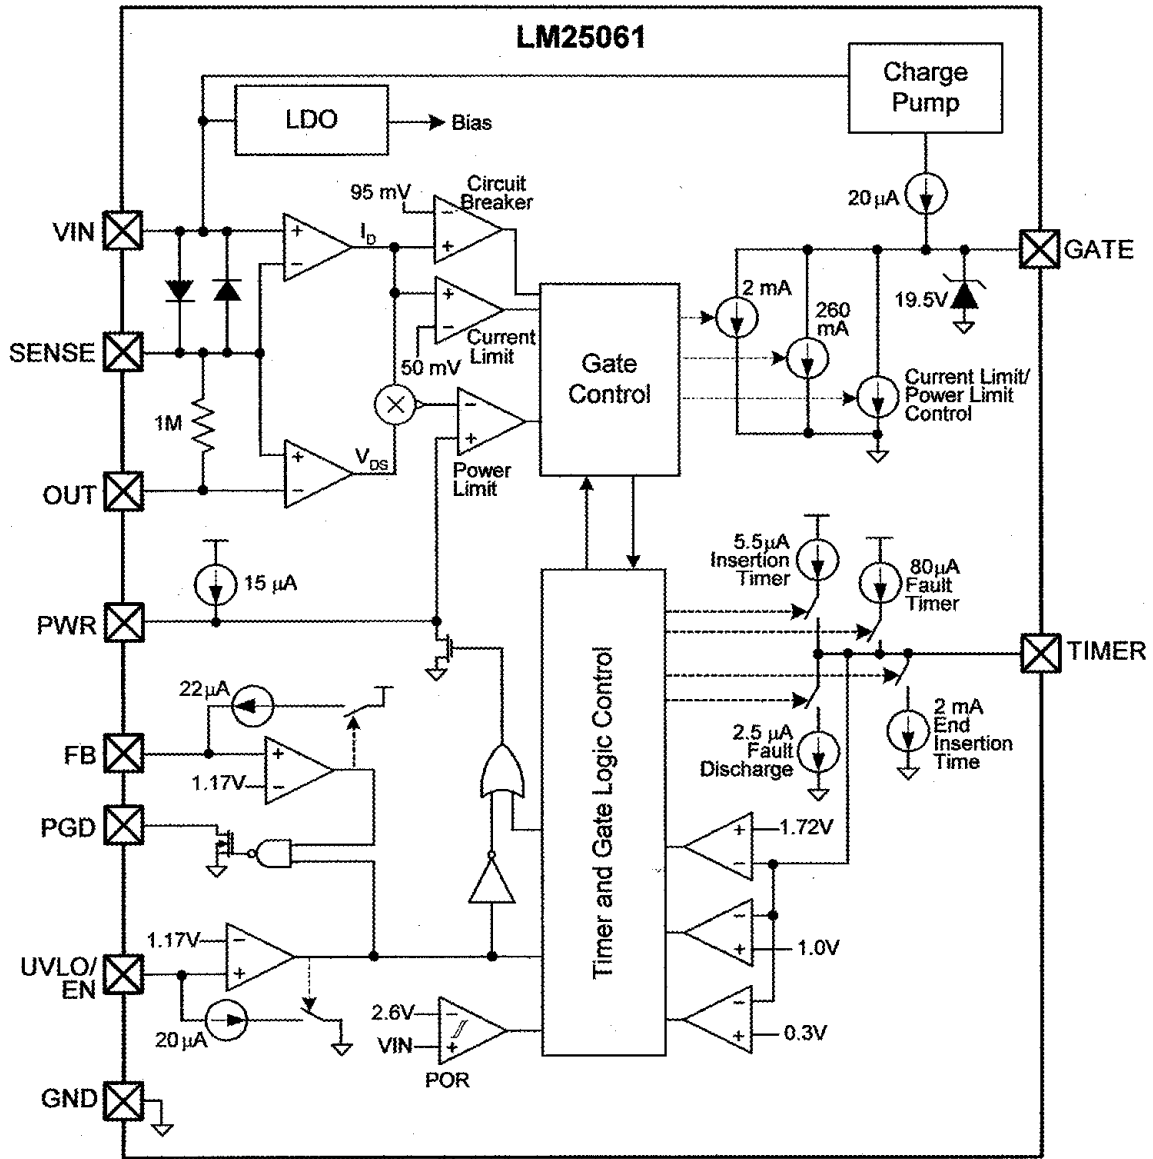 LM25061
Charge
Pump
LDO
Bias
20 µA
95 mV
Circuit
Breaker
VIN
+
−
I_D
−
+
GATE
2 mA
260
mA
19.5V
SENSE
+
−
Current
Limit
50 mV
Gate
Control
Current Limit/
Power Limit
Control
1M
×
−
+
Power
Limit
V_DS
+
−
OUT
5.5µA
Insertion
Timer
80µA
Fault
Timer
15 µA
PWR
TIMER
22µA
FB
+
−
1.17V
Timer and Gate Logic Control
2.5 µA
Fault
Discharge
2 mA
End
Insertion
Time
PGD
+
−
1.72V
−
+
1.0V
1.17V
−
+
UVLO/
EN
20µA
2.6V
−
VIN
+
POR
−
+
0.3V
GND